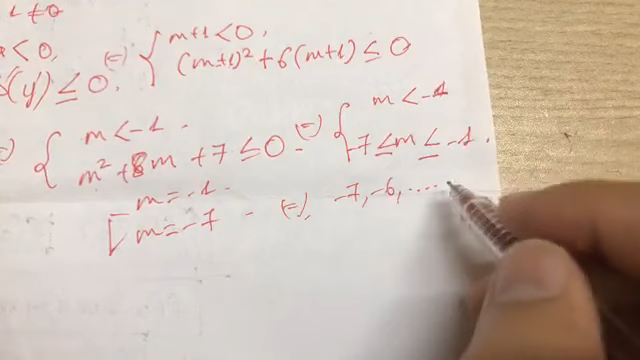 1 ≠ 0
< 0,
(y') ≤ 0. (=) { m+1 < 0,
(m+1)² + 6(m+1) ≤ 0
{ m < -1 . (=) { m < -1
m² + 8m + 7 ≤ 0 -7 ≤ m ≤ -1 .
[ m = -1 .
m = -7 - (=), -7, -6, ....